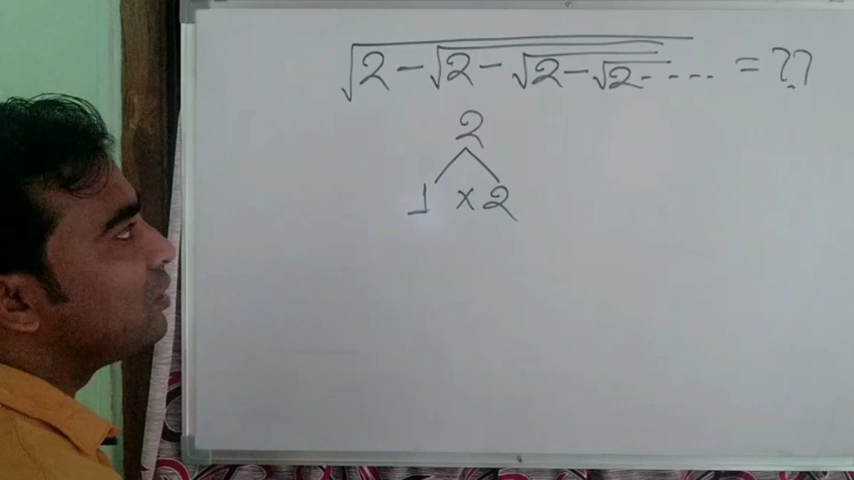 √2-√2-√2-√2---- = ??
2
1 × 2